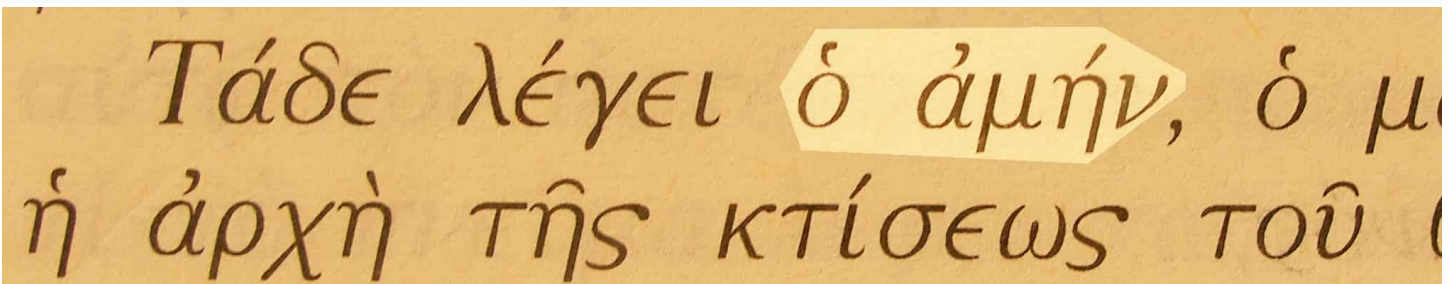 Τάδε λέγει ὁ ἀμήν, ὁ
ἡ ἀρχὴ τῆς κτίσεως τοῦ